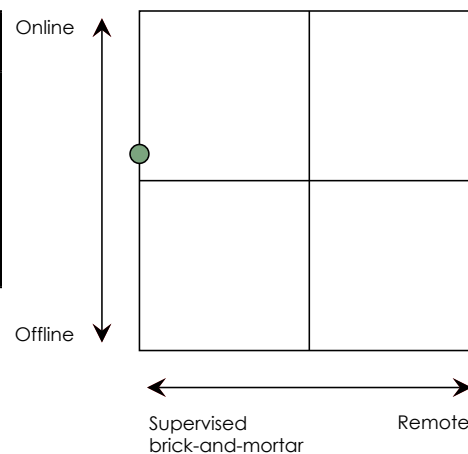 Online
Offline
Supervised
brick-and-mortar
Remote